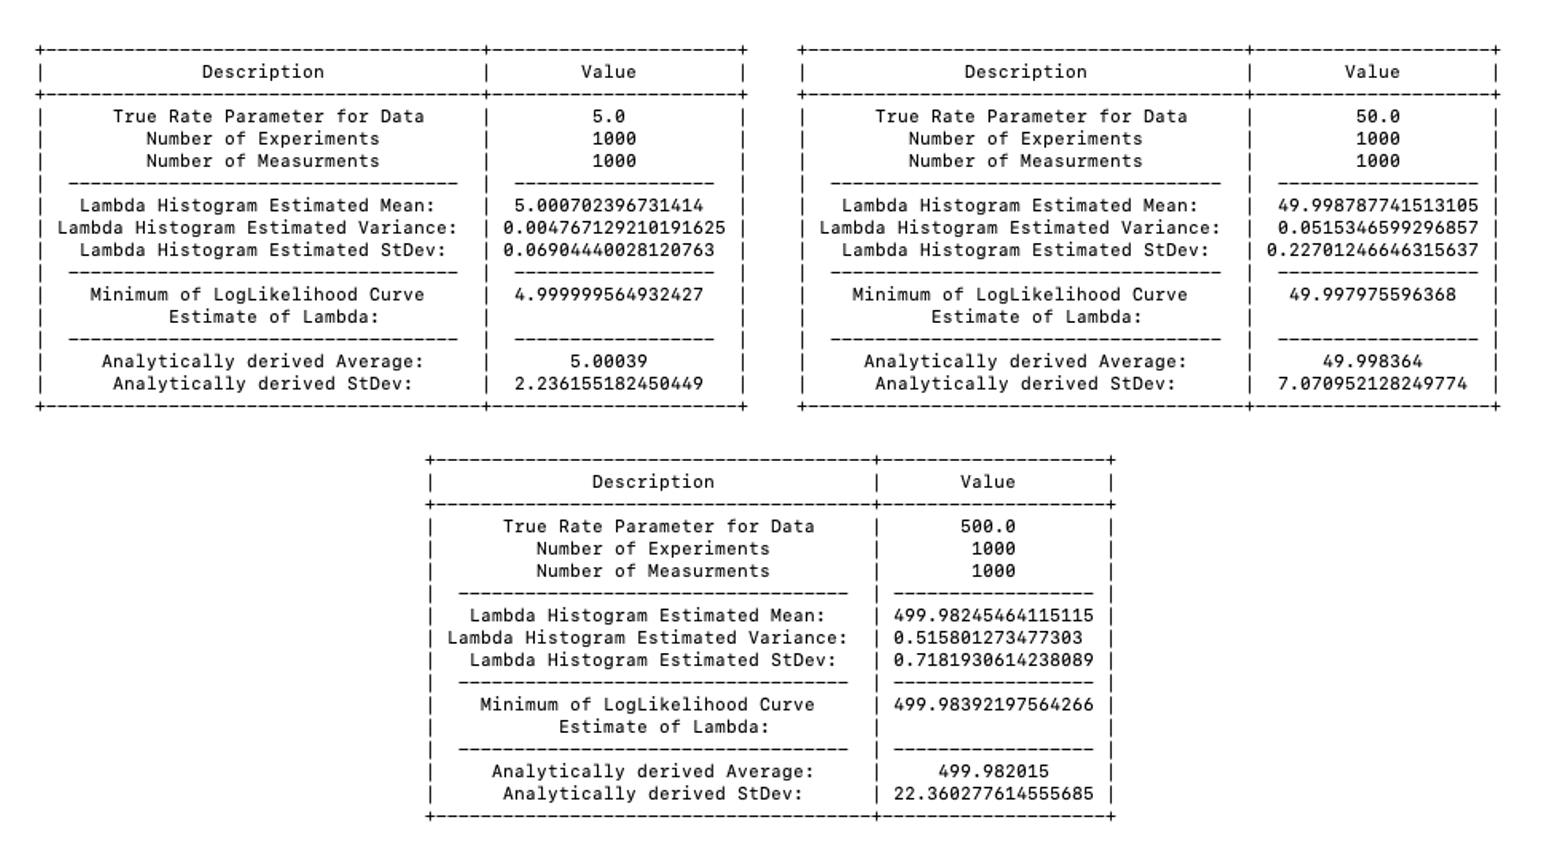 Description Value
True Rate Parameter for Data 5.0
Number of Experiments 1000
Number of Measurments 1000
Lambda Histogram Estimated Mean: 5.000702396731414
Lambda Histogram Estimated Variance: 0.004767129210191625
Lambda Histogram Estimated StDev: 0.06904440028120763
Minimum of LogLikelihood Curve 4.999999564932427
Estimate of Lambda:
Analytically derived Average: 5.00039
Analytically derived StDev: 2.236155182450449
Description Value
True Rate Parameter for Data 50.0
Number of Experiments 1000
Number of Measurments 1000
Lambda Histogram Estimated Mean: 49.998787741513105
Lambda Histogram Estimated Variance: 0.0515346599296857
Lambda Histogram Estimated StDev: 0.22701246646315637
Minimum of LogLikelihood Curve 49.997975596368
Estimate of Lambda:
Analytically derived Average: 49.998364
Analytically derived StDev: 7.070952128249774
Description Value
True Rate Parameter for Data 500.0
Number of Experiments 1000
Number of Measurments 1000
Lambda Histogram Estimated Mean: 499.98245464115115
Lambda Histogram Estimated Variance: 0.515801273477303
Lambda Histogram Estimated StDev: 0.7181930614238089
Minimum of LogLikelihood Curve 499.98392197564266
Estimate of Lambda:
Analytically derived Average: 499.982015
Analytically derived StDev: 22.360277614555685